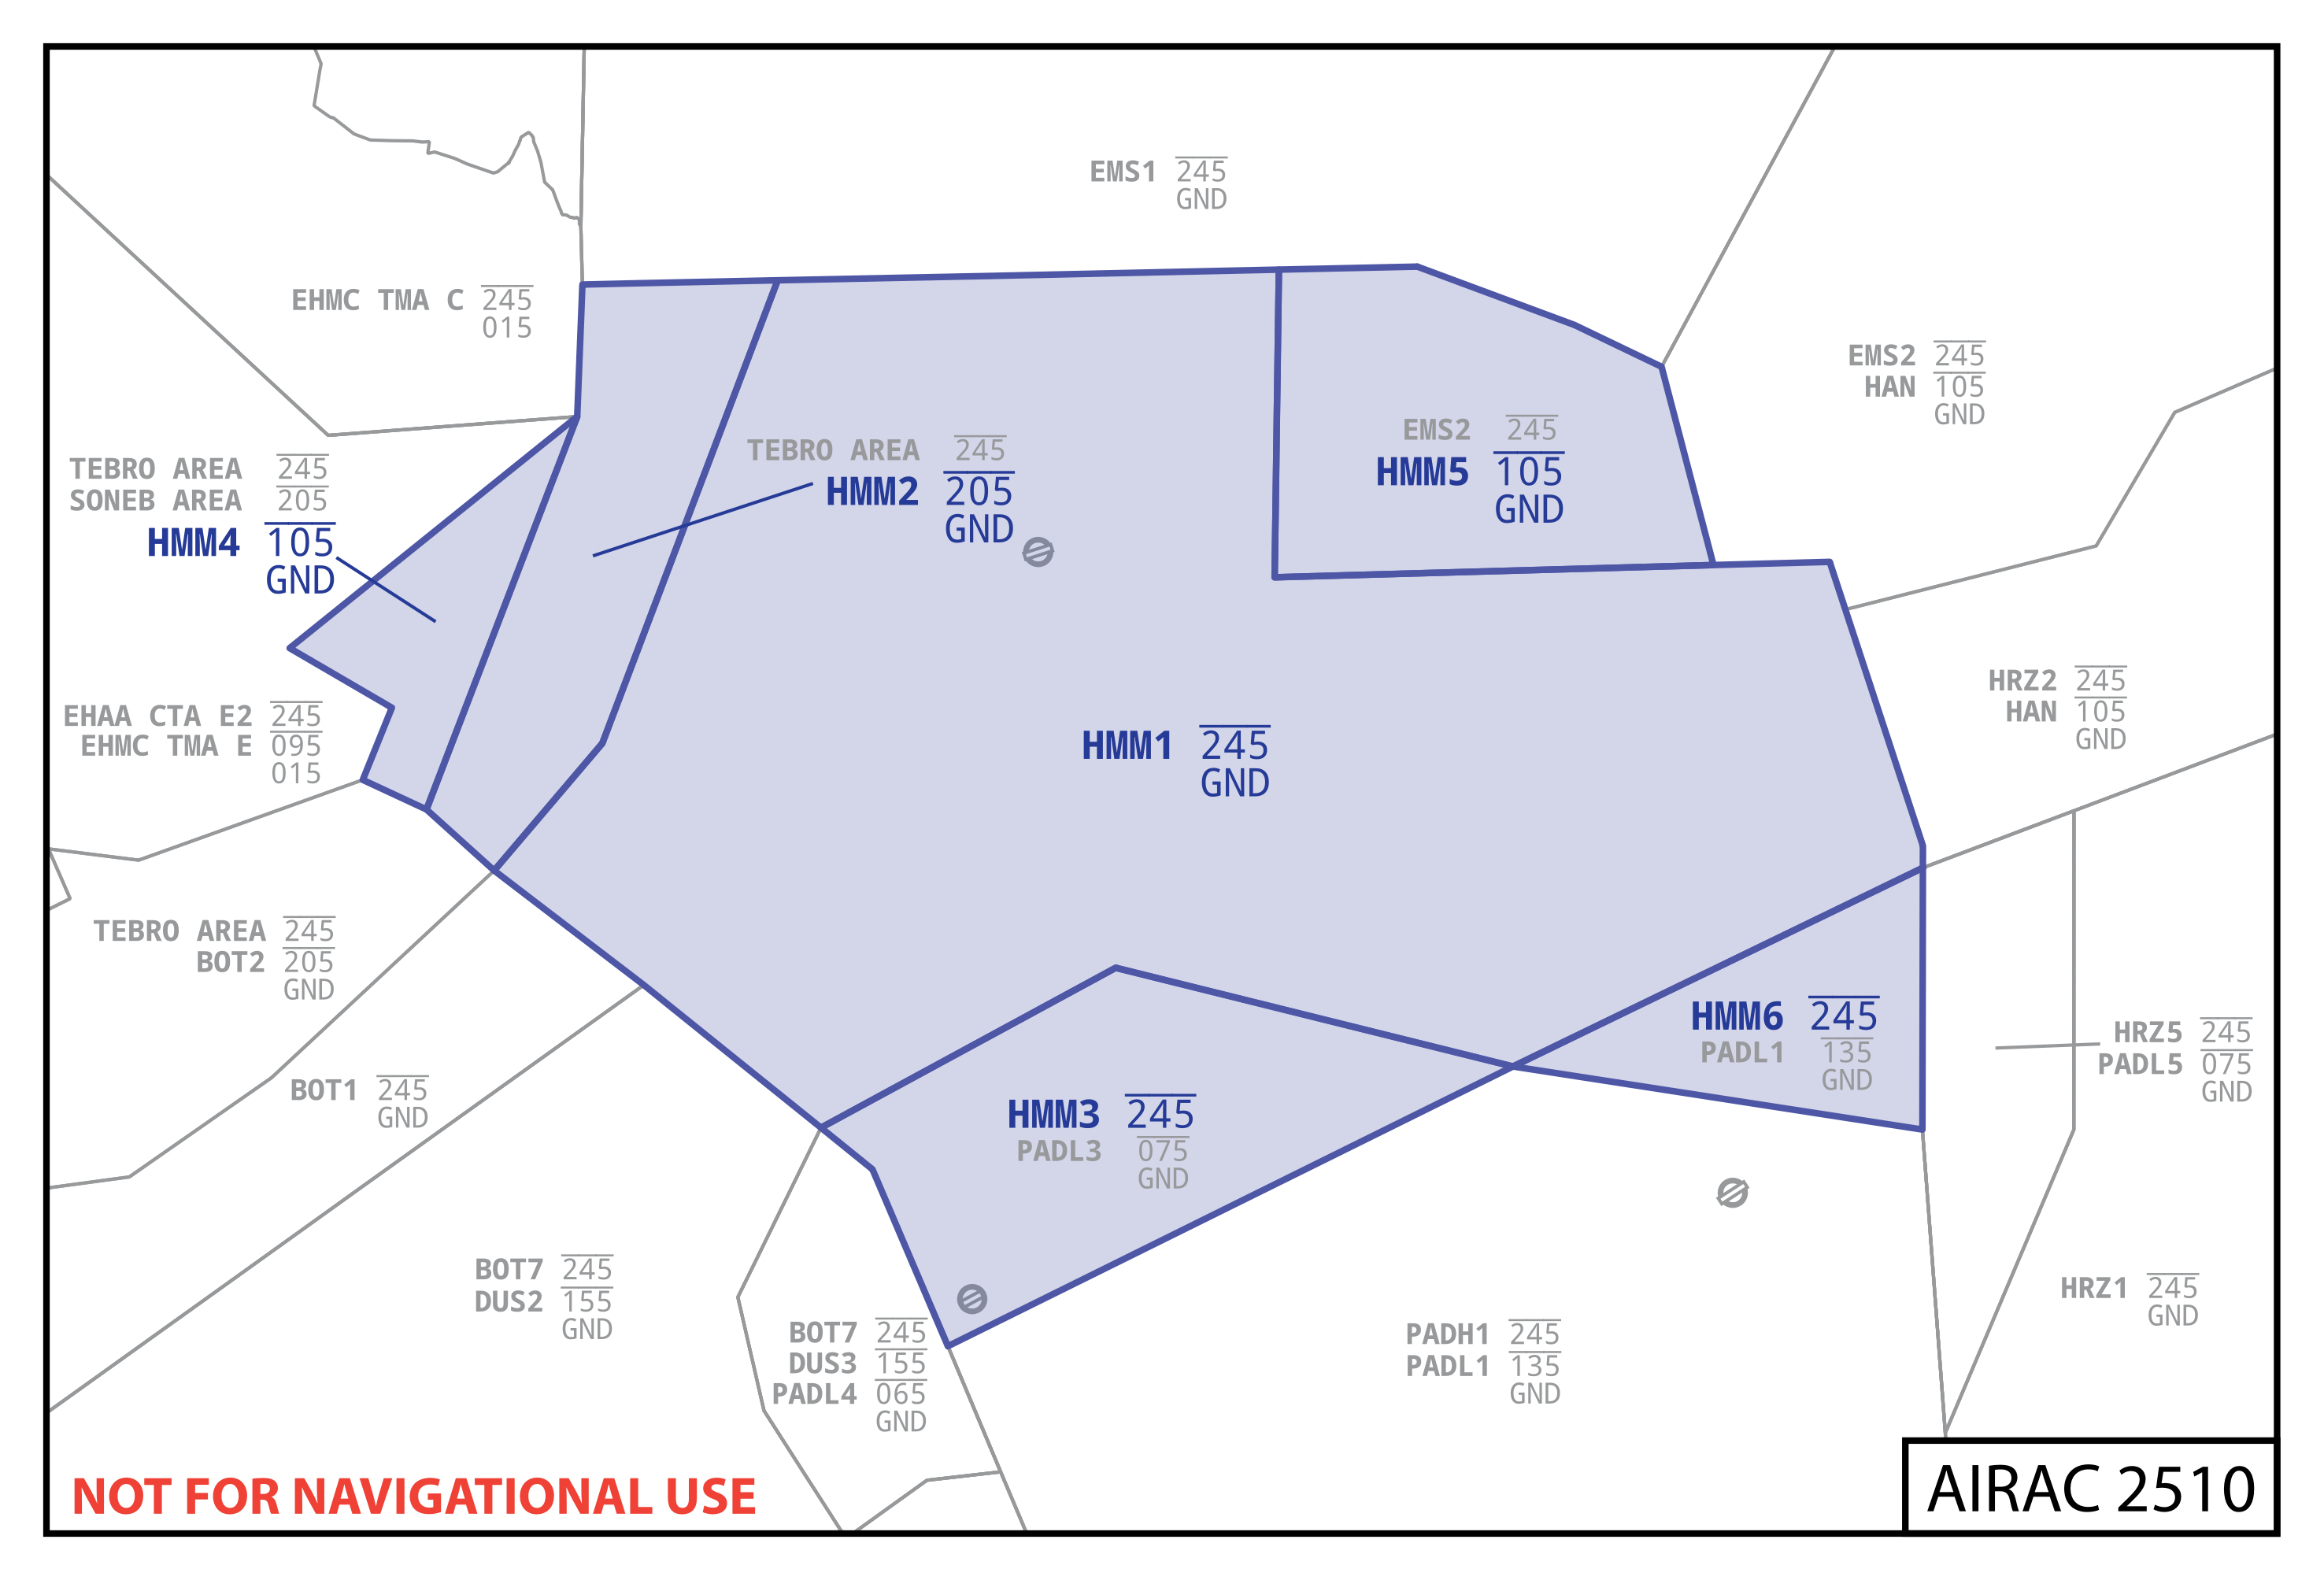 EMS1 245
GND
EHMC TMA C 245
015
EMS2 245
HAN 105
GND
TEBRO AREA 245
SONEB AREA 205
HMM4 105
GND
TEBRO AREA 245
HMM2 205
GND
EMS2 245
HMM5 105
GND
EHAA CTA E2 245
EHMC TMA E 095
015
HMM1 245
GND
HRZ2 245
HAN 105
GND
TEBRO AREA 245
BOT2 205
GND
HMM6 245
PADL1 135
GND
HRZ5 245
PADL5 075
GND
BOT1 245
GND
HMM3 245
PADL3 075
GND
BOT7 245
DUS2 155
GND
BOT7 245
DUS3 155
PADL4 065
GND
PADH1 245
PADL1 135
GND
HRZ1 245
GND
NOT FOR NAVIGATIONAL USE
AIRAC 2510